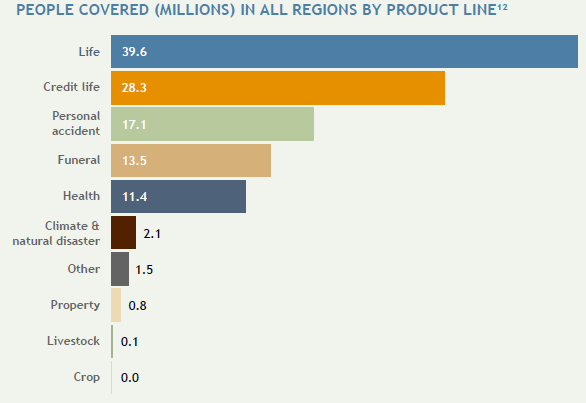 PEOPLE COVERED (MILLIONS) IN ALL REGIONS BY PRODUCT LINE¹²
Life 39.6
Credit life 28.3
Personal
accident 17.1
Funeral 13.5
Health 11.4
Climate &
natural disaster 2.1
Other 1.5
Property 0.8
Livestock 0.1
Crop 0.0